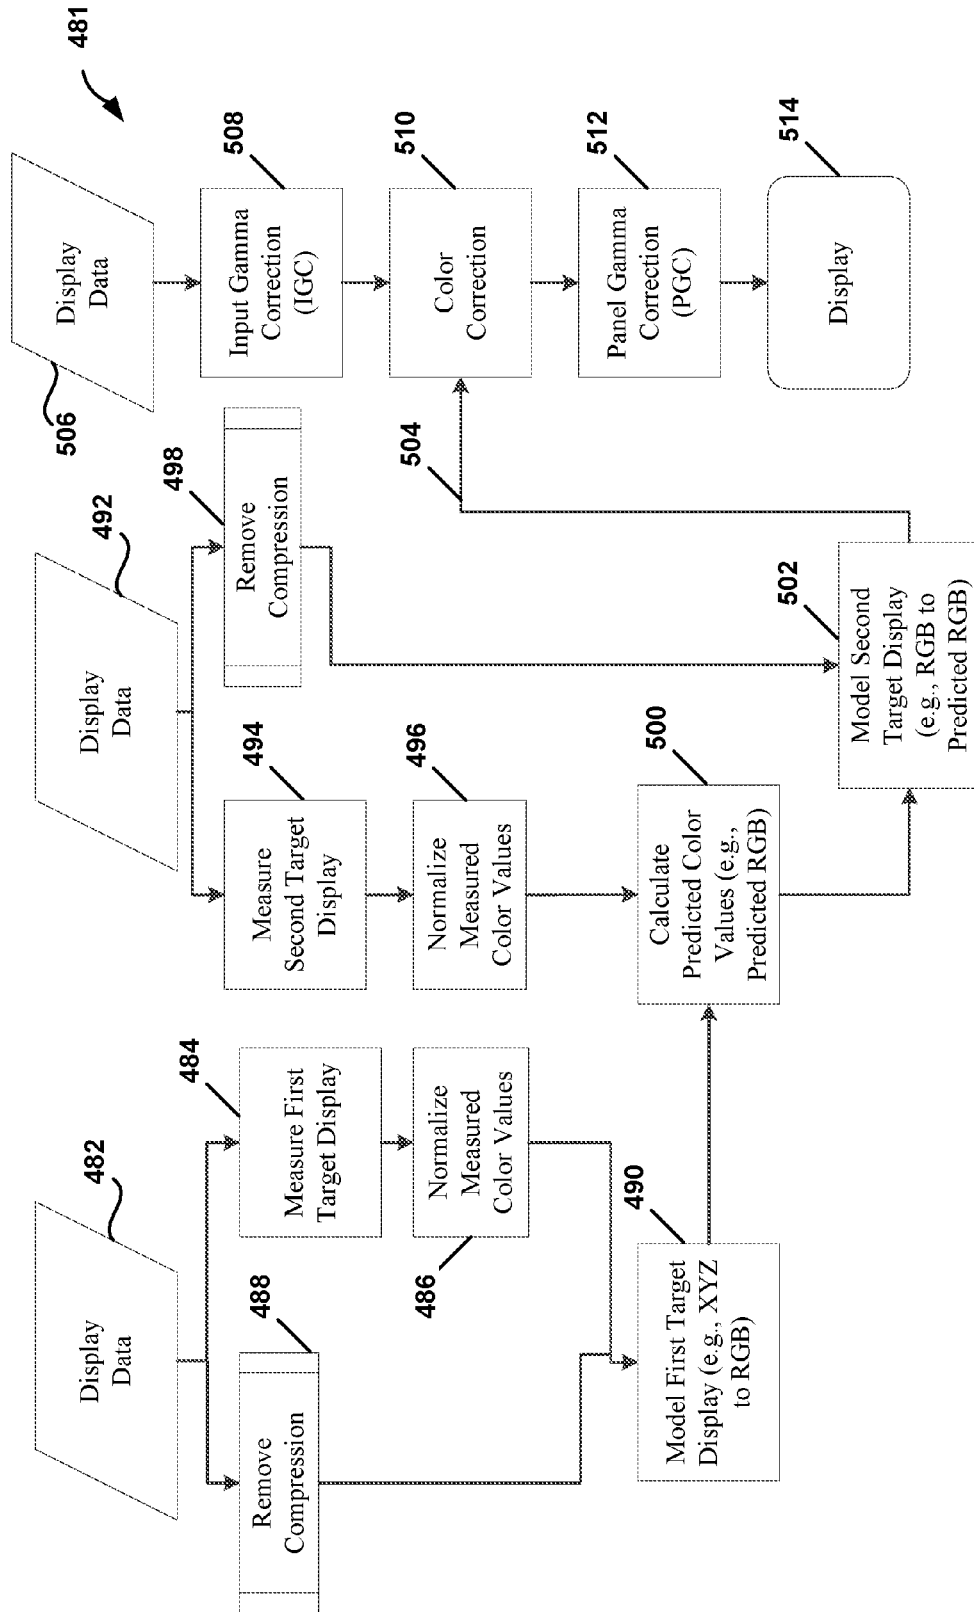 481
482
Display
Data
488
Remove
Compression
484
Measure First
Target Display
486
Normalize
Measured
Color Values
490
Model First Target
Display (e.g., XYZ
to RGB)
492
Display
Data
494
Measure
Second Target
Display
496
Normalize
Measured
Color Values
498
Remove
Compression
500
Calculate
Predicted Color
Values (e.g.,
Predicted RGB)
502
Model Second
Target Display
(e.g., RGB to
Predicted RGB)
504
506
Display
Data
508
Input Gamma
Correction
(IGC)
510
Color
Correction
512
Panel Gamma
Correction
(PGC)
514
Display